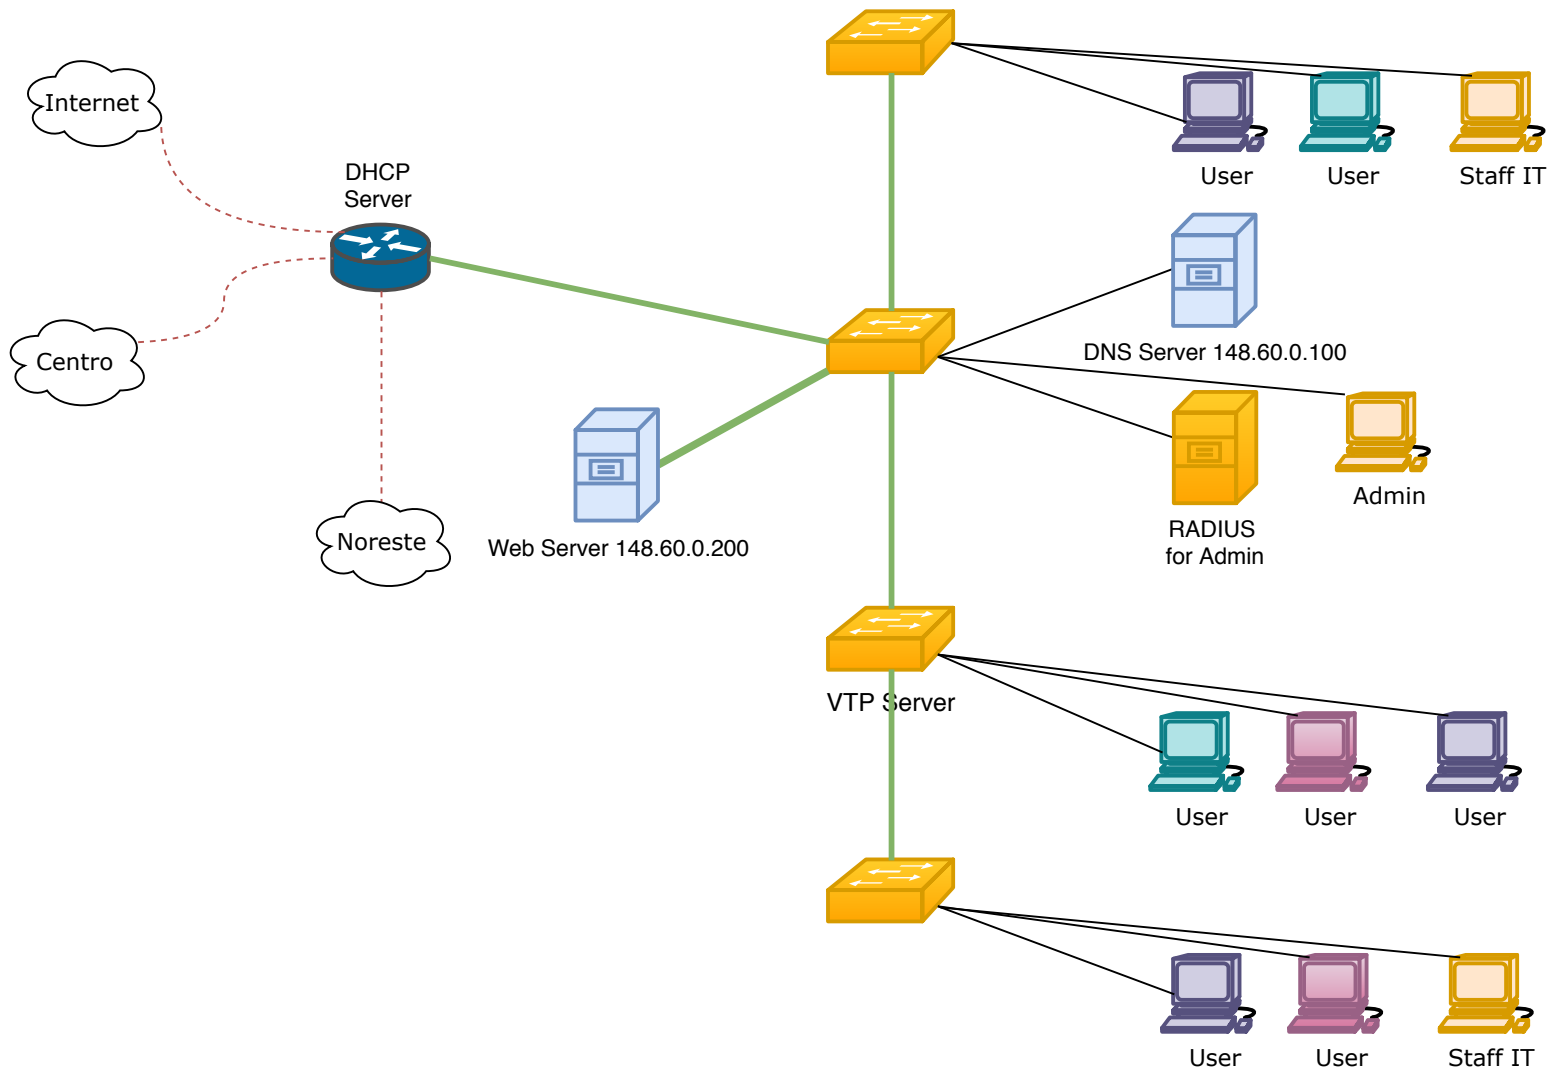 Internet
DHCP
Server
User
User
Staff IT
Centro
DNS Server 148.60.0.100
Noreste
Web Server 148.60.0.200
Admin
RADIUS
for Admin
VTP Server
User
User
User
User
User
Staff IT